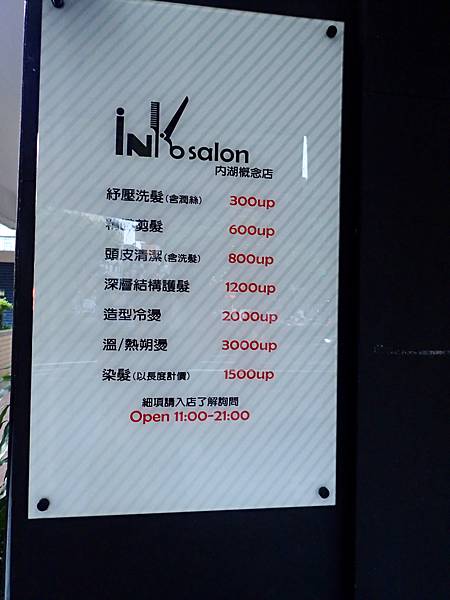 iNK salon
內湖概念店
紓壓洗髮(含潤絲) 300up
剪髮 600up
頭皮清潔(含洗髮) 800up
深層結構護髮 1200up
造型冷燙 2000up
溫/熱朔燙 3000up
染髮(以長度計價) 1500up
細項請入店了解詢問
Open 11:00-21:00